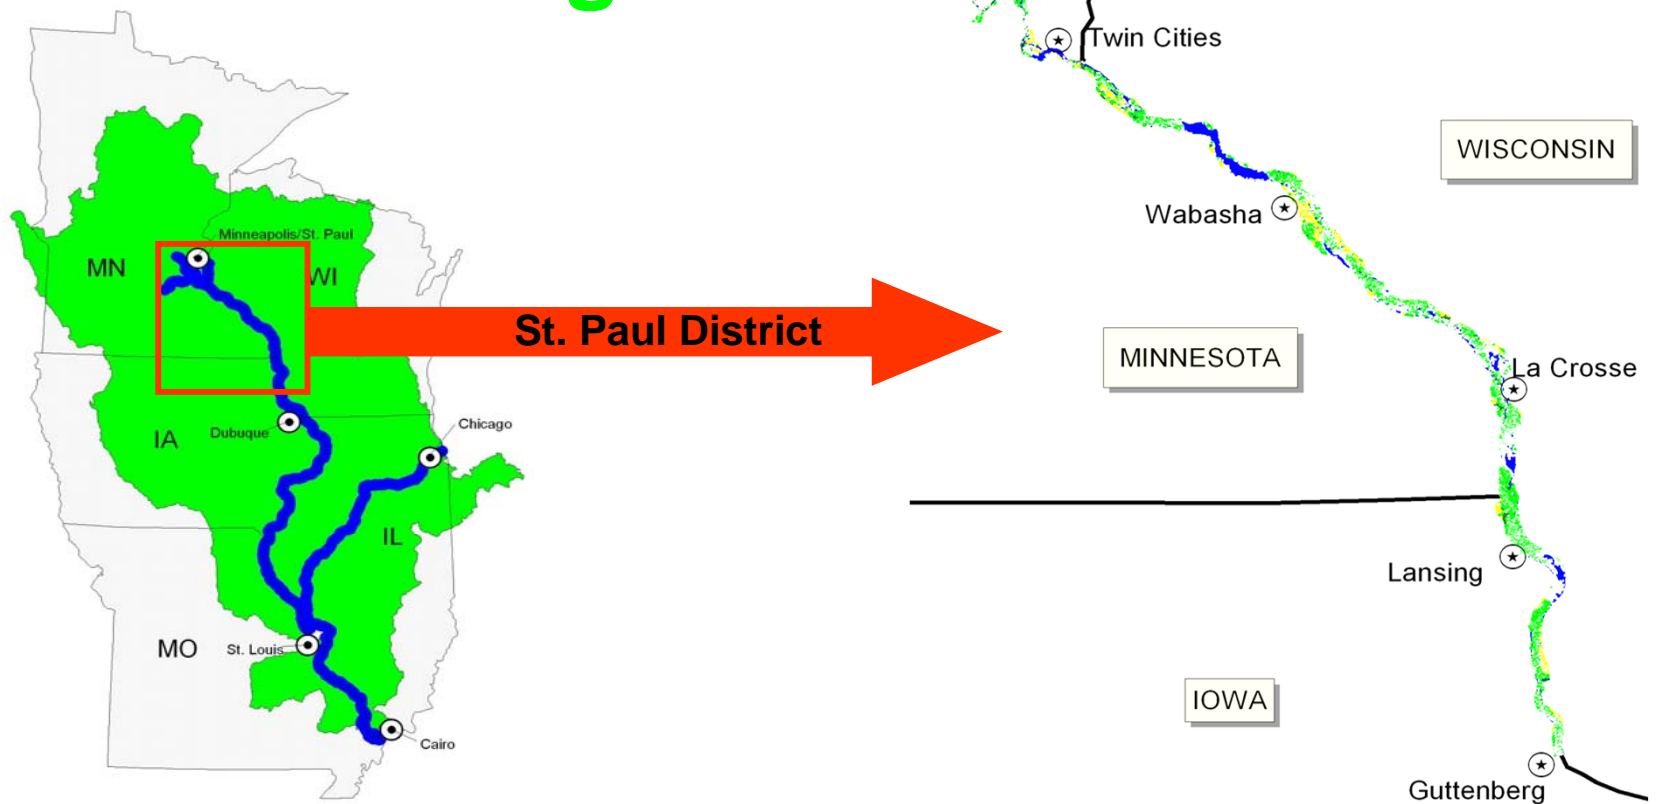 Twin Cities
WISCONSIN
Wabasha
Minneapolis/St. Paul
MN
WI
St. Paul District
MINNESOTA
La Crosse
IA
Dubuque
Chicago
IL
Lansing
MO
St. Louis
IOWA
Cairo
Guttenberg